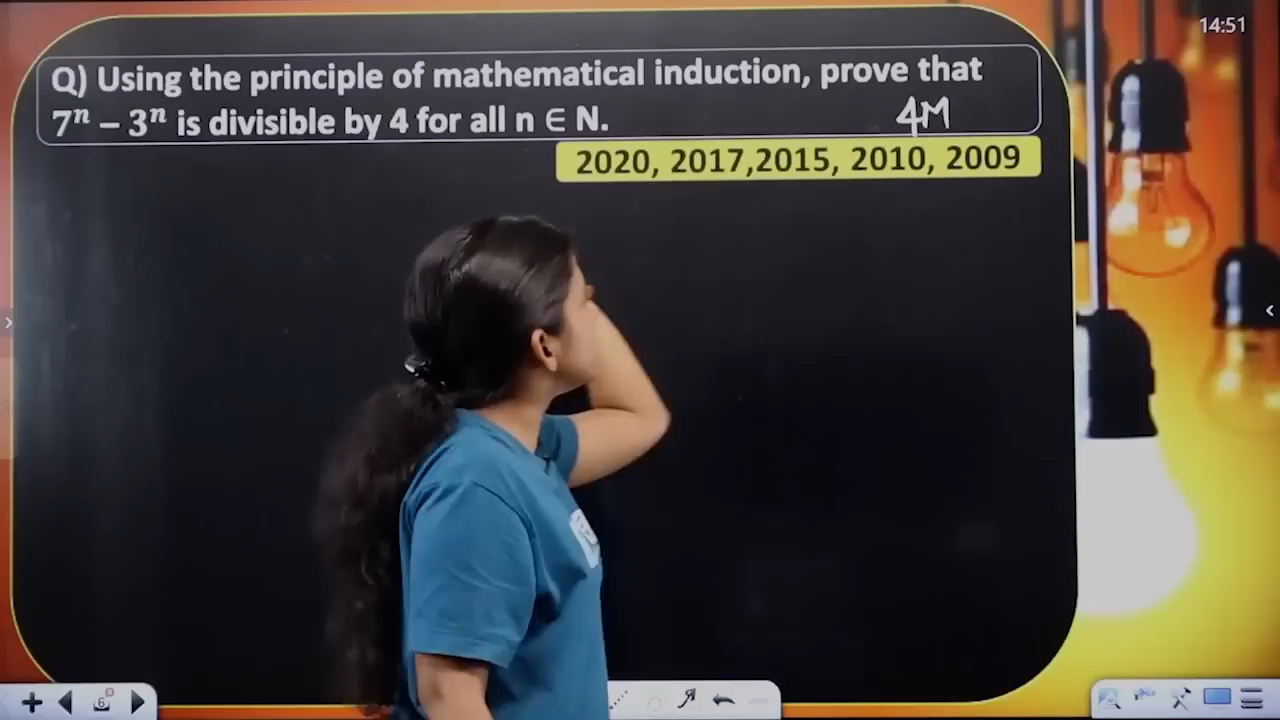 14:51
Q) Using the principle of mathematical induction, prove that
7ⁿ – 3ⁿ is divisible by 4 for all n ∈ N.
4M
2020, 2017,2015, 2010, 2009
6